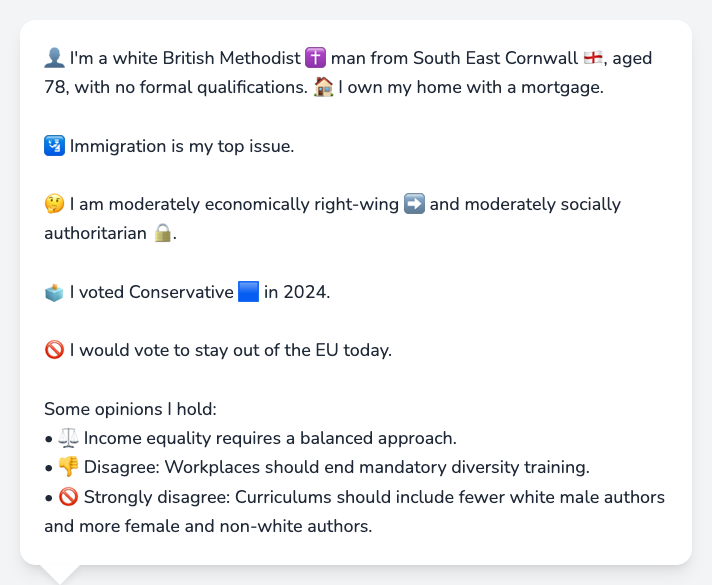 👤 I'm a white British Methodist ✝️ man from South East Cornwall 🏴󠁧󠁢󠁥󠁮󠁧󠁿, aged
78, with no formal qualifications. 🏠 I own my home with a mortgage.
🛂 Immigration is my top issue.
🤔 I am moderately economically right-wing ➡️ and moderately socially
authoritarian 🔒.
🗳️ I voted Conservative 🟦 in 2024.
🚫 I would vote to stay out of the EU today.
Some opinions I hold:
• ⚖️ Income equality requires a balanced approach.
• 👎 Disagree: Workplaces should end mandatory diversity training.
• 🚫 Strongly disagree: Curriculums should include fewer white male authors
and more female and non-white authors.